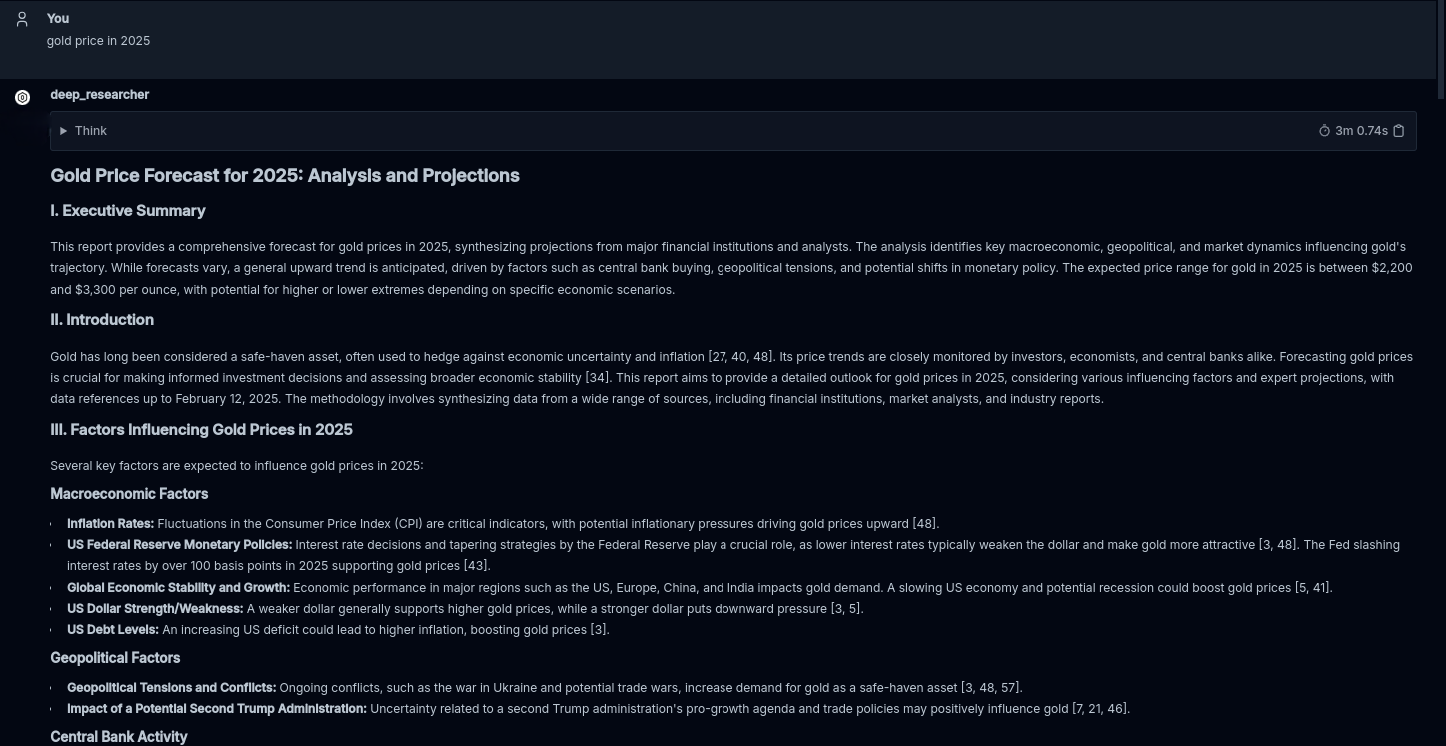 You
gold price in 2025
deep_researcher
Think
3m 0.74s
Gold Price Forecast for 2025: Analysis and Projections
I. Executive Summary
This report provides a comprehensive forecast for gold prices in 2025, synthesizing projections from major financial institutions and analysts. The analysis identifies key macroeconomic, geopolitical, and market dynamics influencing gold's
trajectory. While forecasts vary, a general upward trend is anticipated, driven by factors such as central bank buying, geopolitical tensions, and potential shifts in monetary policy. The expected price range for gold in 2025 is between $2,200
and $3,300 per ounce, with potential for higher or lower extremes depending on specific economic scenarios.
II. Introduction
Gold has long been considered a safe-haven asset, often used to hedge against economic uncertainty and inflation [27, 40, 48]. Its price trends are closely monitored by investors, economists, and central banks alike. Forecasting gold prices
is crucial for making informed investment decisions and assessing broader economic stability [34]. This report aims to provide a detailed outlook for gold prices in 2025, considering various influencing factors and expert projections, with
data references up to February 12, 2025. The methodology involves synthesizing data from a wide range of sources, including financial institutions, market analysts, and industry reports.
III. Factors Influencing Gold Prices in 2025
Several key factors are expected to influence gold prices in 2025:
Macroeconomic Factors
Inflation Rates: Fluctuations in the Consumer Price Index (CPI) are critical indicators, with potential inflationary pressures driving gold prices upward [48].
US Federal Reserve Monetary Policies: Interest rate decisions and tapering strategies by the Federal Reserve play a crucial role, as lower interest rates typically weaken the dollar and make gold more attractive [3, 48]. The Fed slashing
interest rates by over 100 basis points in 2025 supporting gold prices [43].
Global Economic Stability and Growth: Economic performance in major regions such as the US, Europe, China, and India impacts gold demand. A slowing US economy and potential recession could boost gold prices [5, 41].
US Dollar Strength/Weakness: A weaker dollar generally supports higher gold prices, while a stronger dollar puts downward pressure [3, 5].
US Debt Levels: An increasing US deficit could lead to higher inflation, boosting gold prices [3].
Geopolitical Factors
Geopolitical Tensions and Conflicts: Ongoing conflicts, such as the war in Ukraine and potential trade wars, increase demand for gold as a safe-haven asset [3, 48, 57].
Impact of a Potential Second Trump Administration: Uncertainty related to a second Trump administration's pro-growth agenda and trade policies may positively influence gold [7, 21, 46].
Central Bank Activity